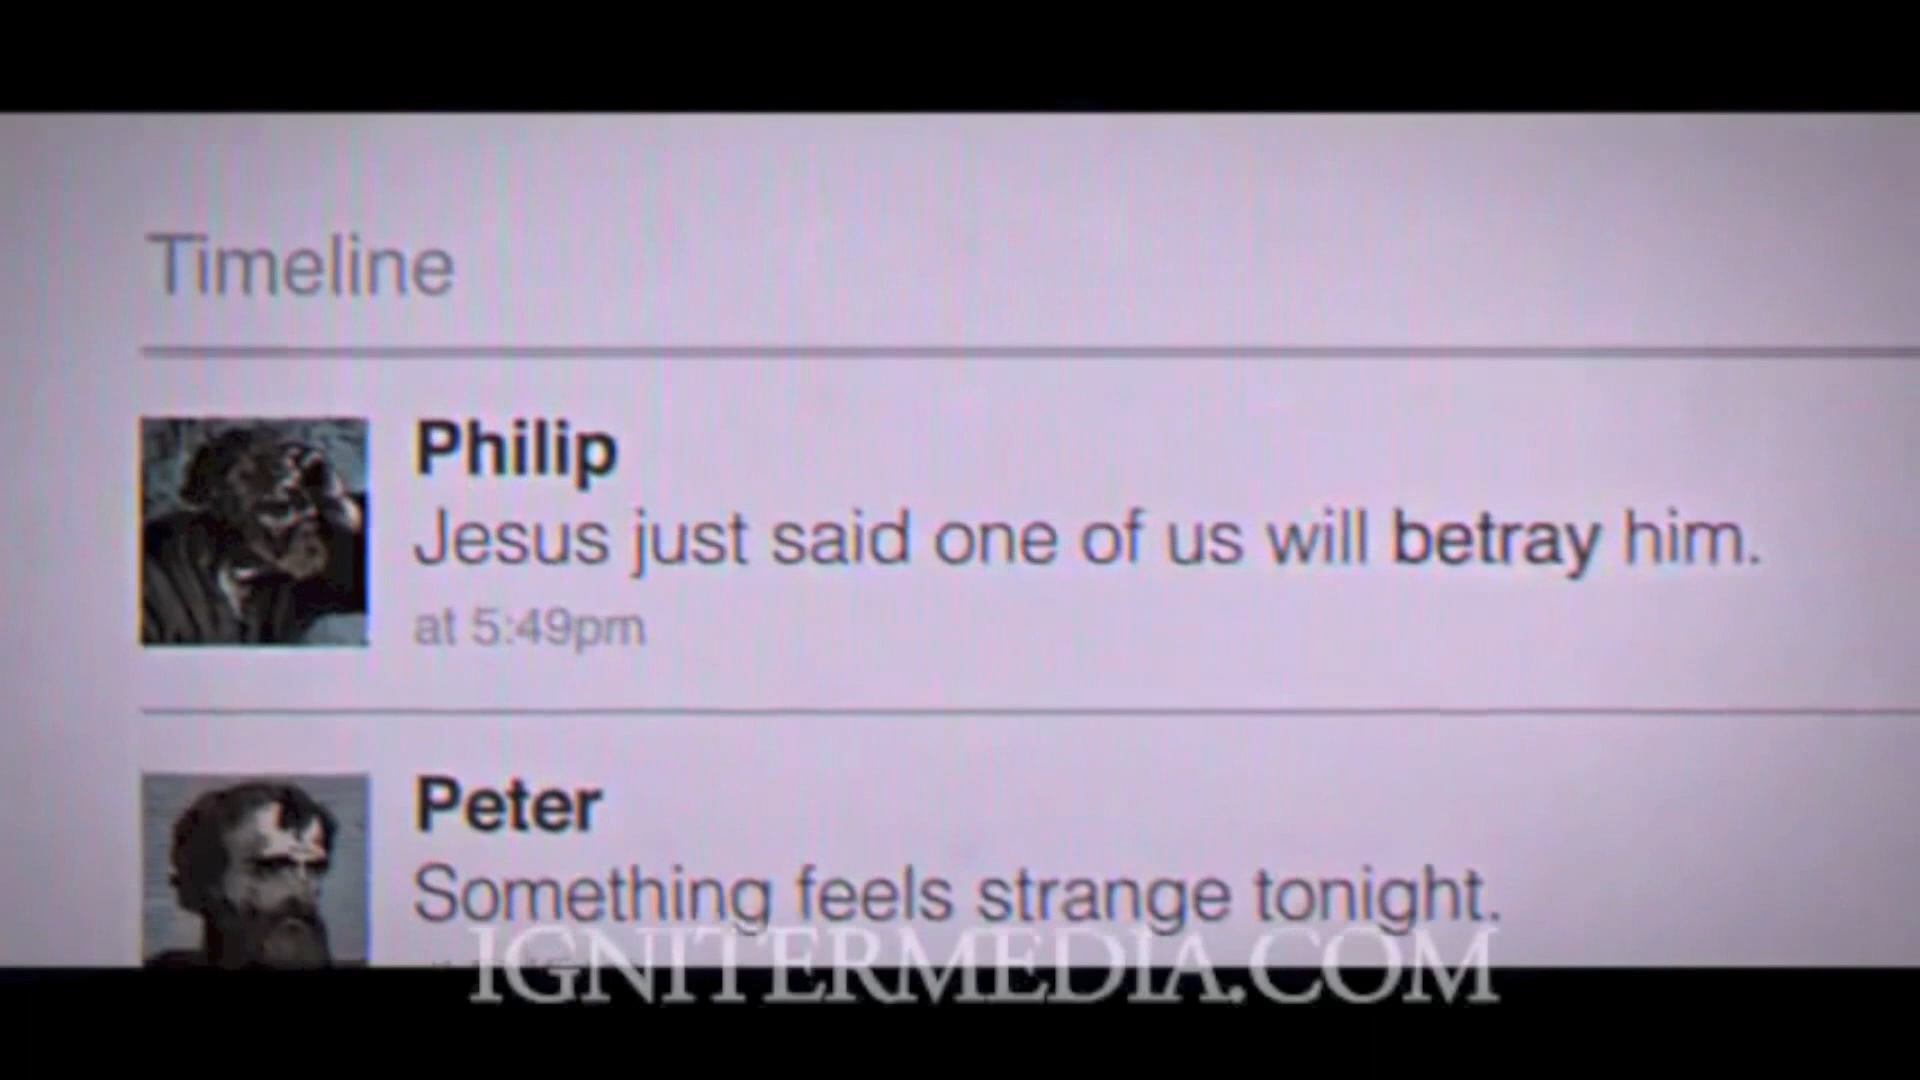 Timeline
Philip
Jesus just said one of us will betray him.
at 5:49pm
Peter
Something feels strange tonight.
IGNITERMEDIA.COM